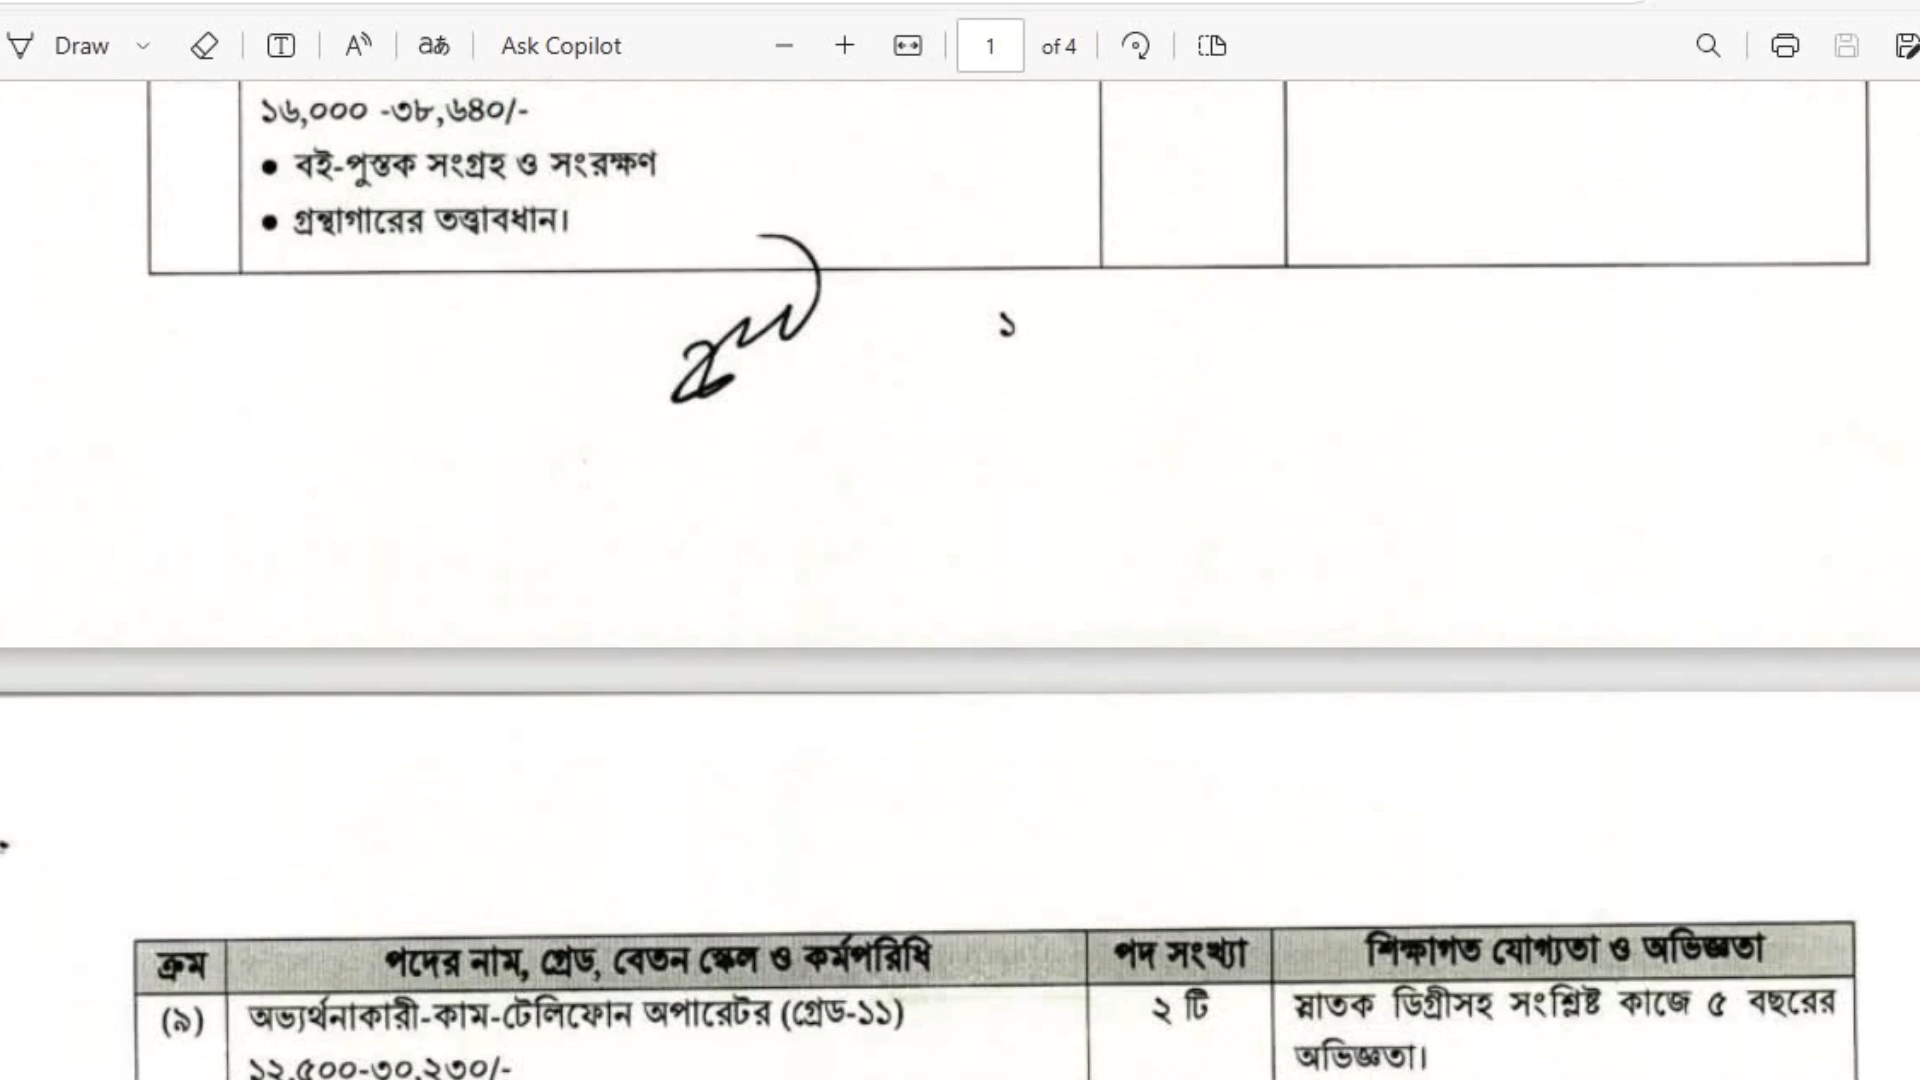 Draw
Ask Copilot
1 of 4
১৬,০০০ -৩৮,৬৪০/-
• বই-পুস্তক সংগ্রহ ও সংরক্ষণ
• গ্রন্থাগারের তত্ত্বাবধান।
১
ক্রম পদের নাম, গ্রেড, বেতন স্কেল ও কর্মপরিধি পদ সংখ্যা শিক্ষাগত যোগ্যতা ও অভিজ্ঞতা
(৯) অভ্যর্থনাকারী-কাম-টেলিফোন অপারেটর (গ্রেড-১১) ২ টি স্নাতক ডিগ্রীসহ সংশ্লিষ্ট কাজে ৫ বছরের
১২,৫০০-৩০,২৩০/- অভিজ্ঞতা।